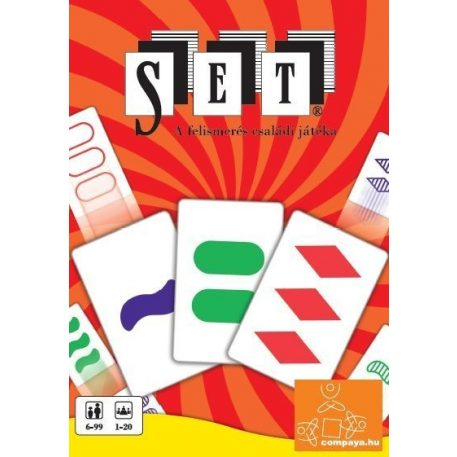 SET®
A felismerés családi játéka
6-99
1-20
compaya.hu